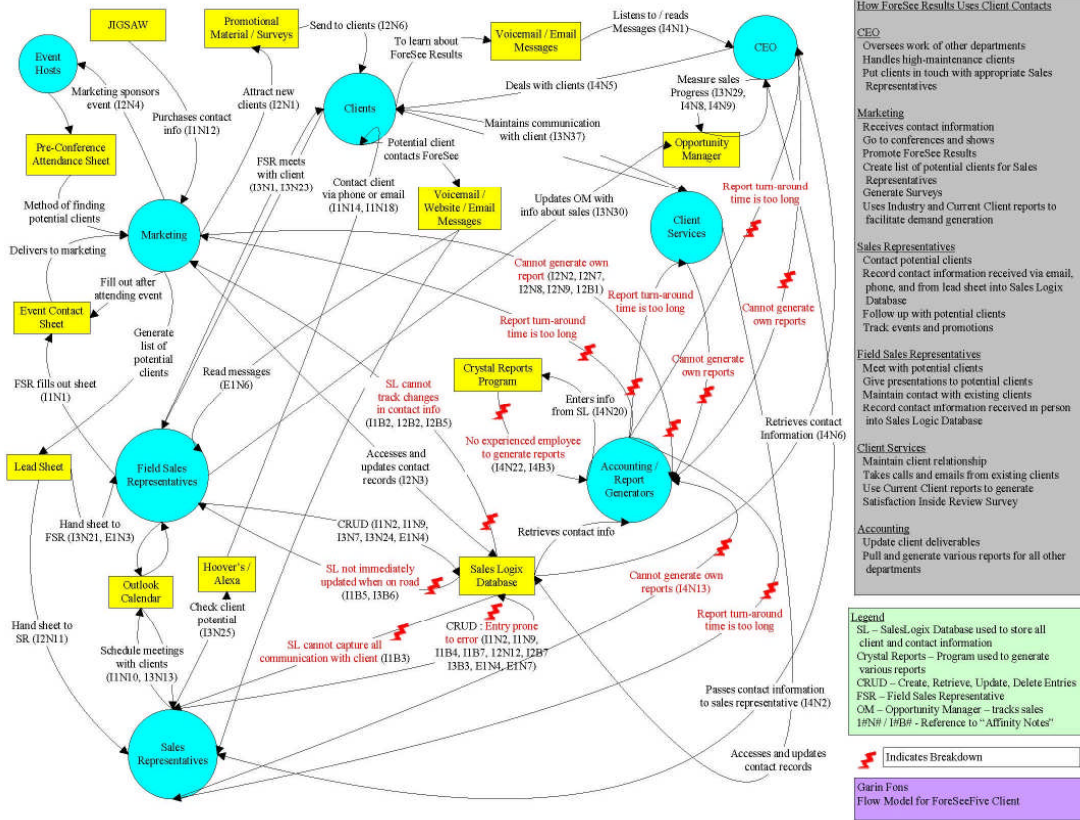 JIGSAW
Event
Hosts
Marketing sponsors
event (I2N4)
Purchases contact
info (I1N12)
Promotional
Material / Surveys
Attract new
clients (I2N1)
Send to clients (I2N6)
To learn about
ForeSee Results
Voicemail / Email
Messages
Listens to / reads
Messages (I4N1)
CEO
Clients
Deals with clients (I4N5)
Measure sales
Progress (I3N29,
I4N8, I4N9)
Maintains communication
with client (I3N37)
Opportunity
Manager
Pre-Conference
Attendance Sheet
FSR meets
with clients
(I3N1, I3N23)
Potential client
contacts ForeSee
Contact client
via phone or email
(I1N14, I1N18)
Voicemail /
Website / Email
Messages
Updates OM with
info about sales (I3N30)
Report turn-around
time is too long
Client
Services
Method of finding
potential clients
Marketing
Delivers to marketing
Fill out after
attending event
Event Contact
Sheet
Generate
list of
potential
clients
Cannot generate own
report (I2N2, I2N7,
I2N8, I2N9, 12B1)
Report turn-around
time is too long
Report turn-around
time is too long
Cannot generate
own reports
Cannot generate
own reports
FSR fills out sheet
(I1N1)
Read messages
(E1N6)
SL cannot
track changes
in contact info
(I1B2, 12B2, I2B5)
Crystal Reports
Program
Enters info
from SL (I4N20)
No experienced employee
to generate reports
(I4N22, I4B3)
Retrieves contact
Information (I4N6)
Lead Sheet
Field Sales
Representatives
Accesses and
updates contact
records (I2N3)
Accounting /
Report
Generators
Hand sheet to
FSR (I3N21, E1N3)
CRUD (I1N2, I1N9,
I3N7, I3N24, E1N4)
Retrieves contact info
Outlook
Calendar
Hoover's /
Alexa
SL not immediately
updated when on road
(I1B5, I3B6)
Sales Logix
Database
Cannot generate own
reports (I4N13)
Hand sheet to
SR (I2N11)
Check client
potential
(I3N25)
Schedule meetings
with clients
(I1N10, I3N13)
SL cannot capture all
communication with client (I1B3)
CRUD : Entry prone
to error (I1N2, I1N9,
I1B4, I1B7, 12N12, I2B7
I3B3, E1N4, E1N7)
Report turn-around
time is too long
Passes contact information
to sales representative (I4N2)
Sales
Representatives
Accesses and updates
contact records
How ForeSee Results Uses Client Contacts
CEO
Oversees work of other departments
Handles high-maintenance clients
Put clients in touch with appropriate Sales
Representatives
Marketing
Receives contact information
Go to conferences and shows
Promote ForeSee Results
Create list of potential clients for Sales
Representatives
Generate Surveys
Uses Industry and Current Client reports to
facilitate demand generation
Sales Representatives
Contact potential clients
Record contact information received via email,
phone, and from lead sheet into Sales Logix
Database
Follow up with potential clients
Track events and promotions
Field Sales Representatives
Meet with potential clients
Give presentations to potential clients
Maintain contact with existing clients
Record contact information received in person
into Sales Logic Database
Client Services
Maintain client relationship
Takes calls and emails from existing clients
Use Current Client reports to generate
Satisfaction Inside Review Survey
Accounting
Update client deliverables
Pull and generate various reports for all other
departments
Legend
SL – SalesLogix Database used to store all
client and contact information
Crystal Reports – Program used to generate
various reports
CRUD – Create, Retrieve, Update, Delete Entries
FSR – Field Sales Representative
OM – Opportunity Manager – tracks sales
1#N# / I#B# - Reference to "Affinity Notes"
Indicates Breakdown
Garin Fons
Flow Model for ForeSeeFive Client